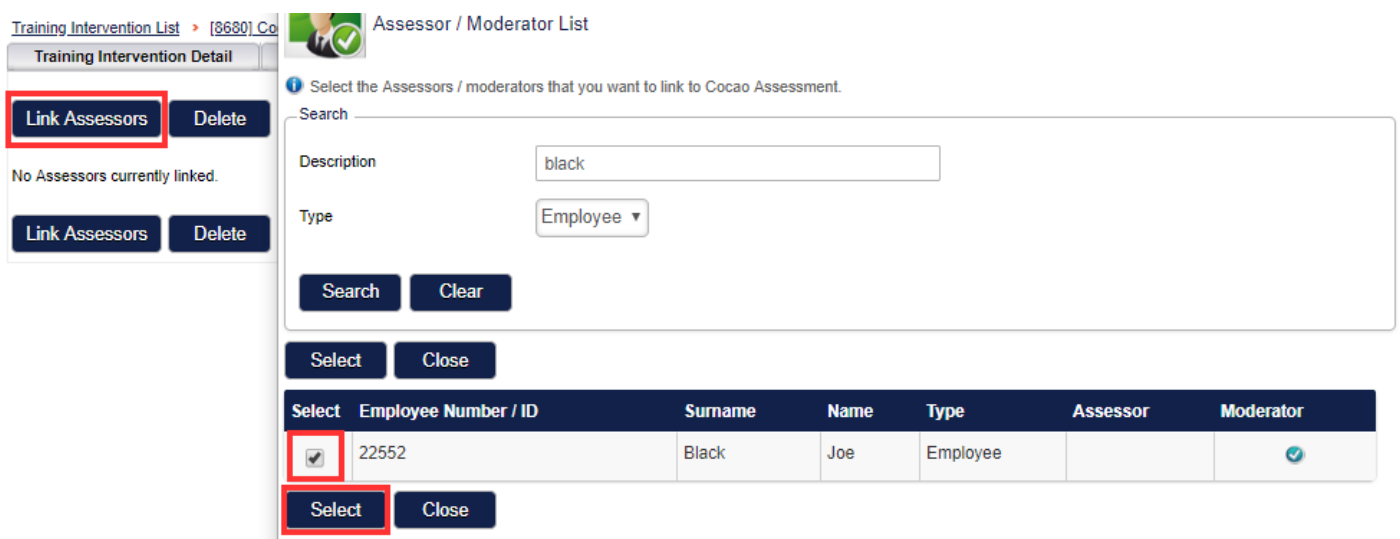 Training Intervention List › [8680] Co
Training Intervention Detail
Link Assessors Delete
No Assessors currently linked.
Link Assessors Delete
Assessor / Moderator List
Select the Assessors / moderators that you want to link to Cocao Assessment.
Search
Description black
Type Employee
Search Clear
Select Close
Select Employee Number / ID Surname Name Type Assessor Moderator
22552 Black Joe Employee
Select Close